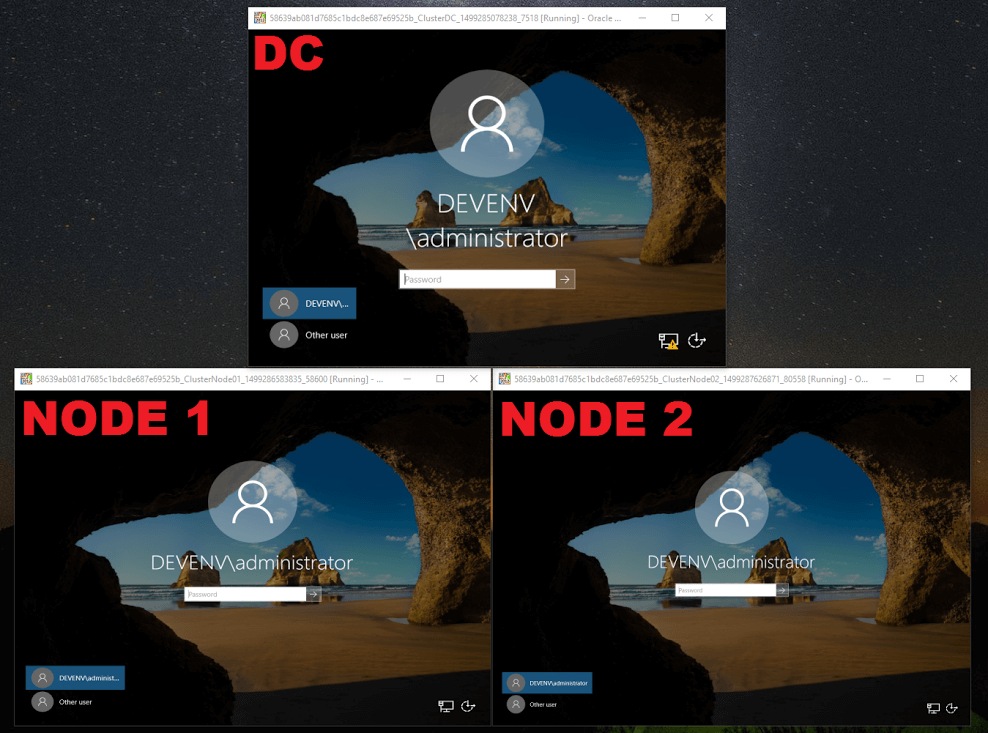 58639ab081d7685c1bdc8e687e69525b_ClusterDC_1499285078238_7518 [Running] - Oracle ...
DC
DEVENV
\administrator
Password
DEVENV\...
Other user
58639ab081d7685c1bdc8e687e69525b_ClusterNode01_1499286583835_58600 [Running] - ...
NODE 1
DEVENV\administrator
Password
DEVENV\administ...
Other user
58639ab081d7685c1bdc8e687e69525b_ClusterNode02_1499287626871_80558 [Running] - O...
NODE 2
DEVENV\administrator
Password
DEVENV\administrator
Other user